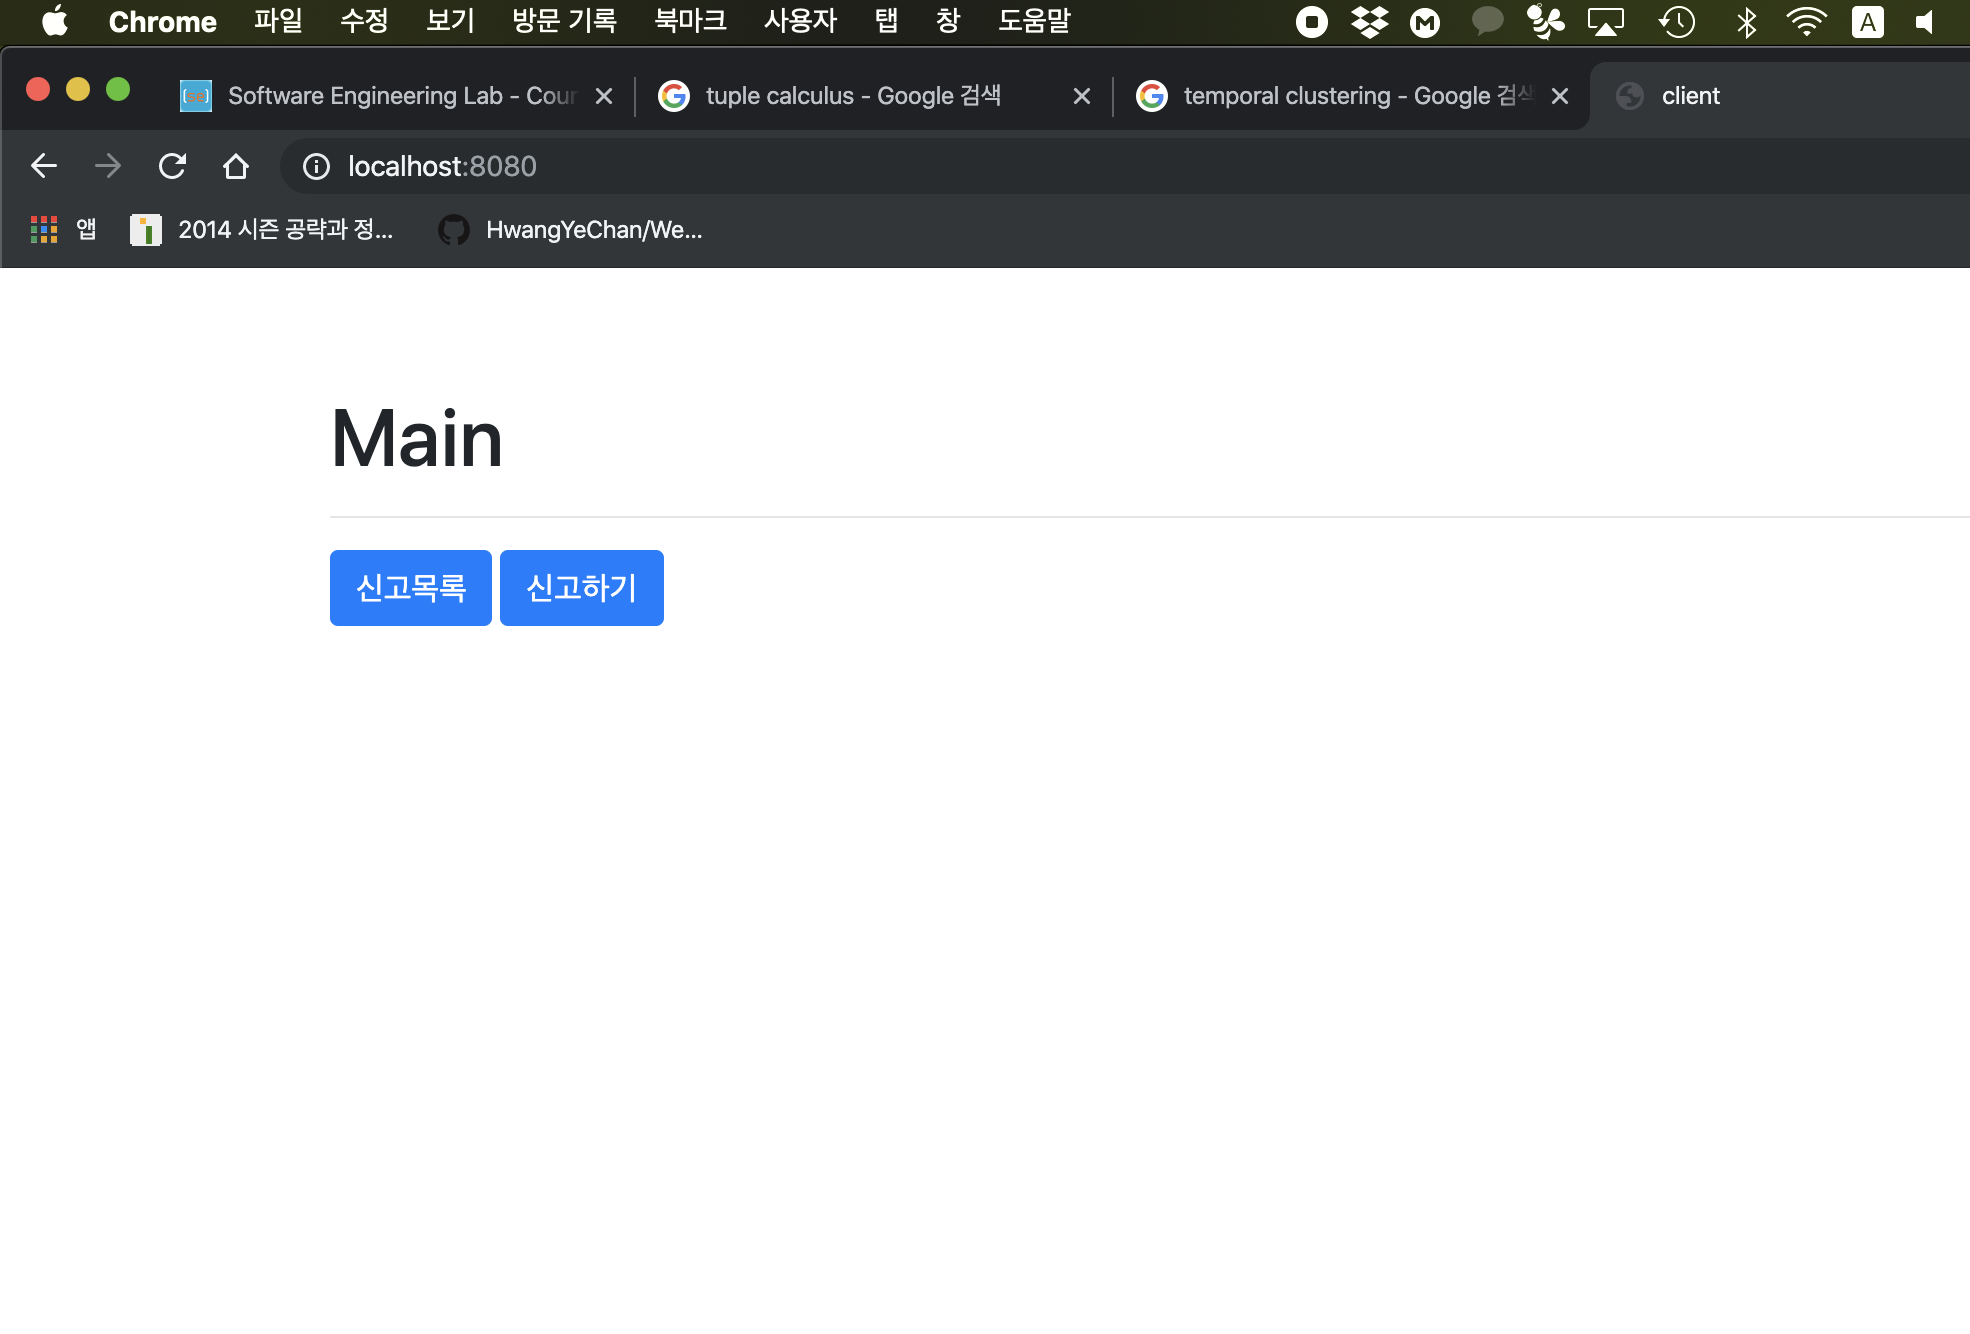 Chrome 파일 수정 보기 방문 기록 북마크 사용자 탭 창 도움말 A
Software Engineering Lab - Cour tuple calculus - Google 검색 temporal clustering - Google 검색 client
localhost:8080
앱 2014 시즌 공략과 정... HwangYeChan/We...
Main
신고목록 신고하기